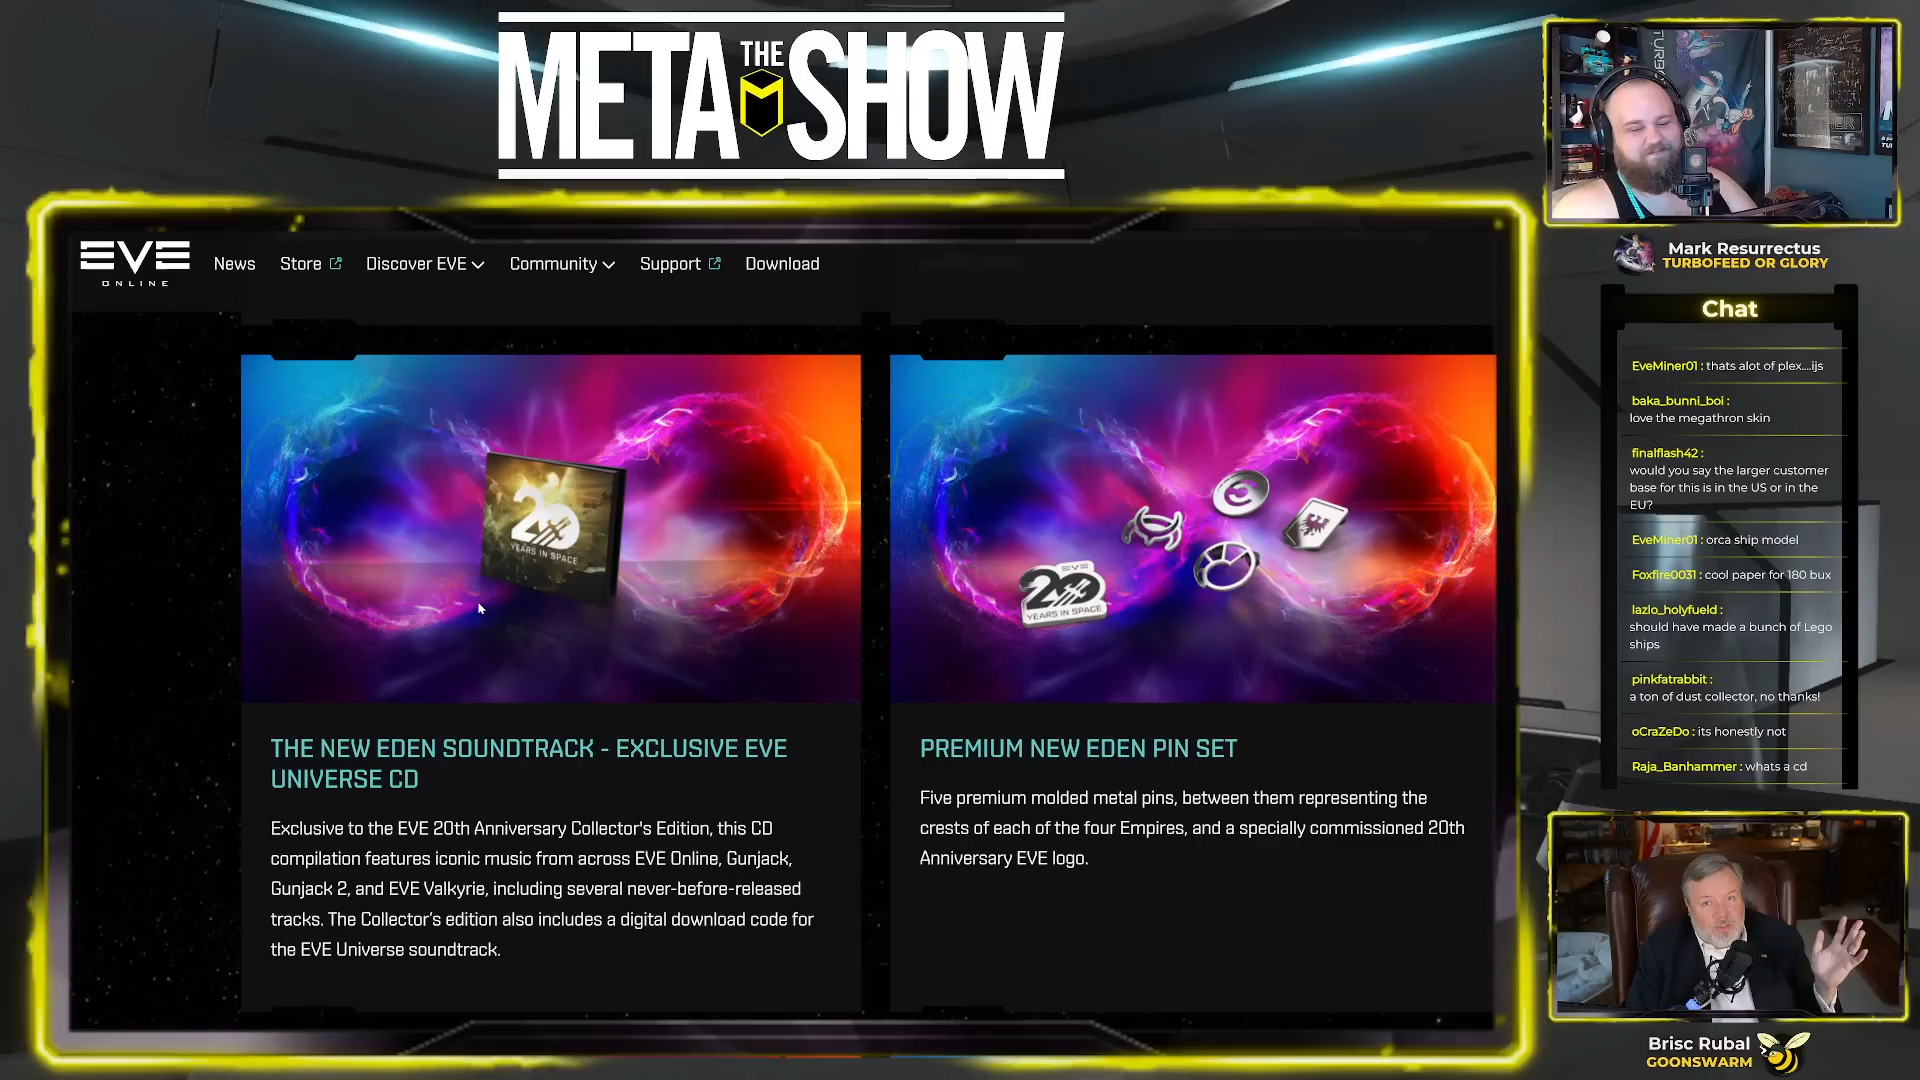 META THE SHOW
EVE
ONLINE
News
Store
Discover EVE
Community
Support
Download
20
YEARS IN SPACE
EVE
20
YEARS IN SPACE
THE NEW EDEN SOUNDTRACK - EXCLUSIVE EVE
UNIVERSE CD
Exclusive to the EVE 20th Anniversary Collector's Edition, this CD
compilation features iconic music from across EVE Online, Gunjack,
Gunjack 2, and EVE Valkyrie, including several never-before-released
tracks. The Collector's edition also includes a digital download code for
the EVE Universe soundtrack.
PREMIUM NEW EDEN PIN SET
Five premium molded metal pins, between them representing the
crests of each of the four Empires, and a specially commissioned 20th
Anniversary EVE logo.
Mark Resurrectus
TURBOFEED OR GLORY
Chat
EveMiner01 : thats alot of plex....ijs
baka_bunni_boi :
love the megathron skin
finalflash42 :
would you say the larger customer
base for this is in the US or in the
EU?
EveMiner01 : orca ship model
Foxfire0031 : cool paper for 180 bux
lazlo_holyfueld :
should have made a bunch of Lego
ships
pinkfatrabbit :
a ton of dust collector, no thanks!
oCraZeDo : its honestly not
Raja_Banhammer : whats a cd
Brisc Rubal
GOONSWARM